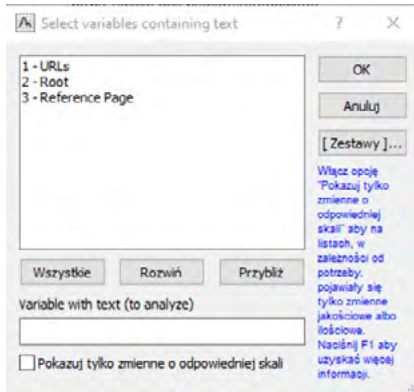 Select variables containing text
1 - URLs
2 - Root
3 - Reference Page
OK
Anuluj
[ Zestawy ]...
Włącz opcję
"Pokazuj tylko
zmienne o
odpowiedniej
skali" aby na
listach, w
zależności od
potrzeby,
pojawiały się
tylko zmienne
jakościowe albo
ilościowe.
Naciśnij F1 aby
uzyskać więcej
informacji.
Wszystkie
Rozwiń
Przybliż
Variable with text (to analyze)
Pokazuj tylko zmienne o odpowiedniej skali